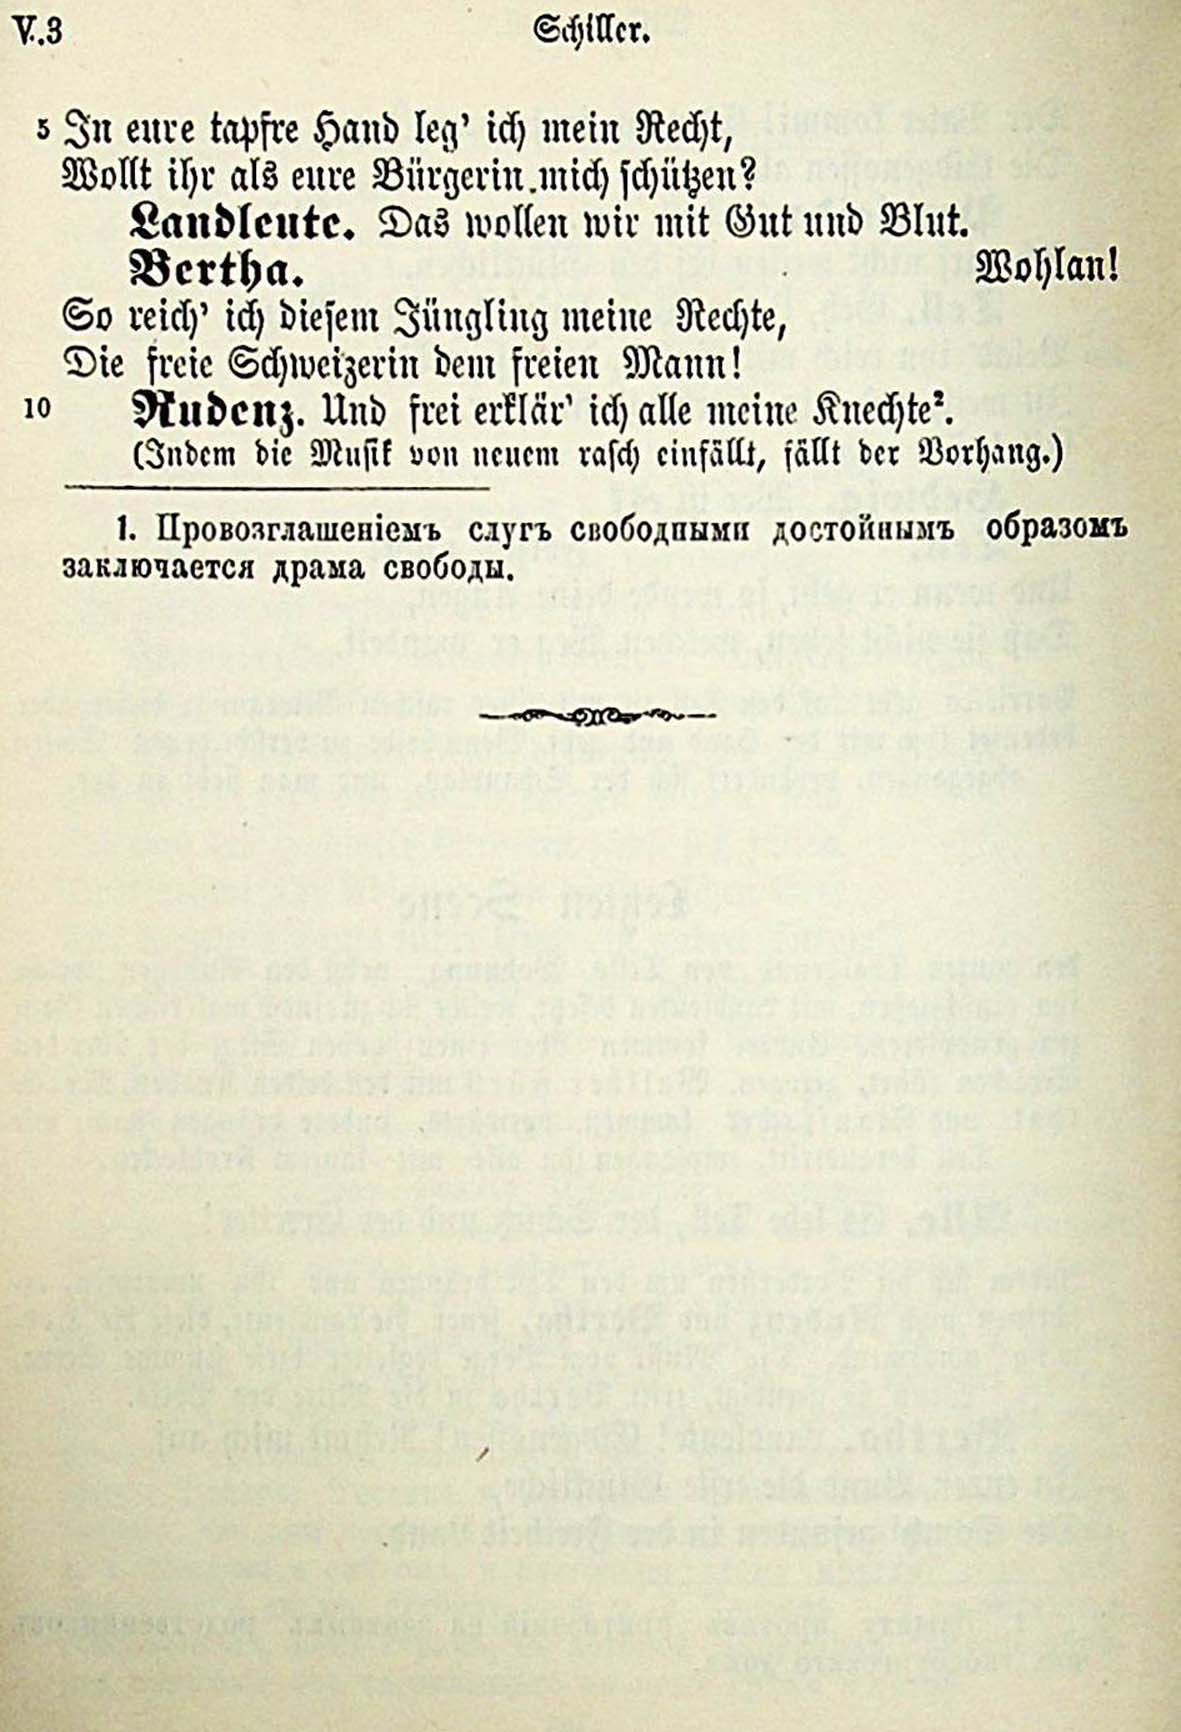 V.3 Schiller.
5 In eure tapfre Hand leg' ich mein Recht,
Wollt ihr als eure Bürgerin mich schützen?
Landleute. Das wollen wir mit Gut und Blut.
Bertha. Wohlan!
So reich' ich diesem Jüngling meine Rechte,
Die freie Schweizerin dem freien Mann!
10 Rudenz. Und frei erklär' ich alle meine Knechte².
(Indem die Musik von neuem rasch einfällt, fällt der Vorhang.)
1. Провозглашеніемъ слугъ свободными достойнымъ образомъ
заключается драма свободы.